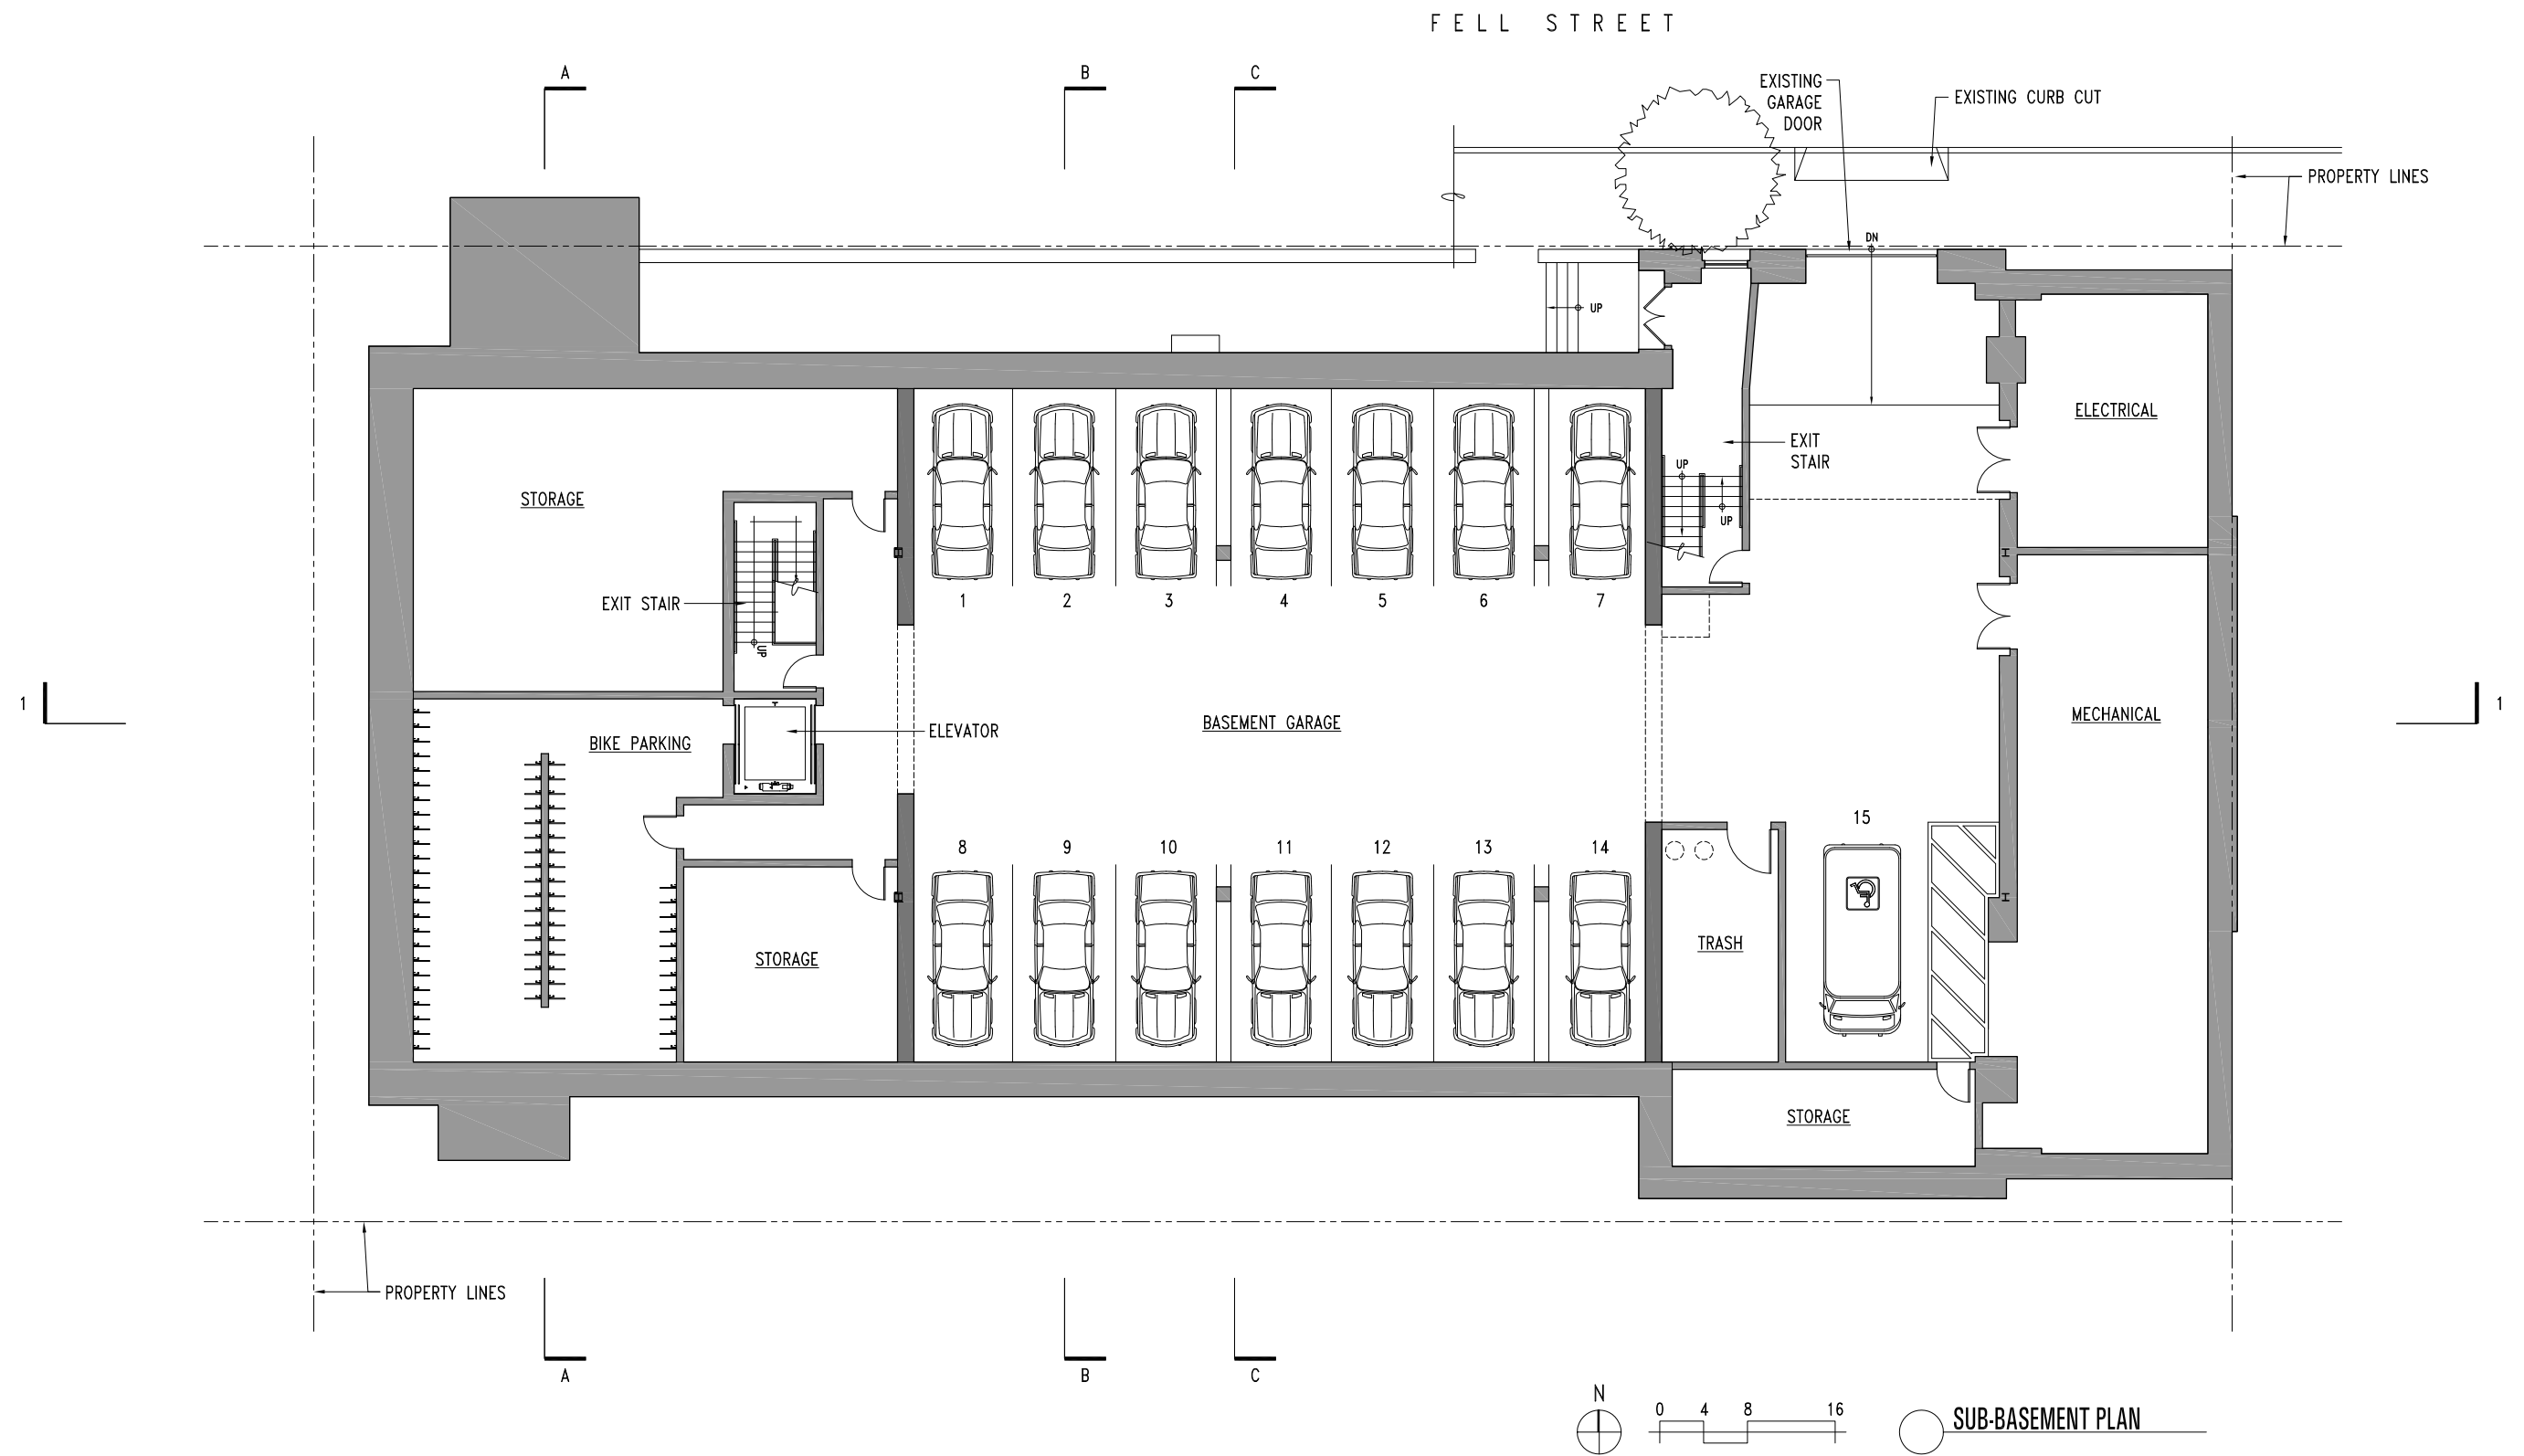 FELL STREET
A
B
C
EXISTING
GARAGE
DOOR
EXISTING CURB CUT
PROPERTY LINES
DN
UP
ELECTRICAL
EXIT
STAIR
UP
UP
STORAGE
EXIT STAIR
UP
1 2 3 4 5 6 7
1
1
BIKE PARKING
ELEVATOR
BASEMENT GARAGE
MECHANICAL
15
8 9 10 11 12 13 14
STORAGE
TRASH
STORAGE
PROPERTY LINES
A
B
C
N
0 4 8 16
SUB-BASEMENT PLAN